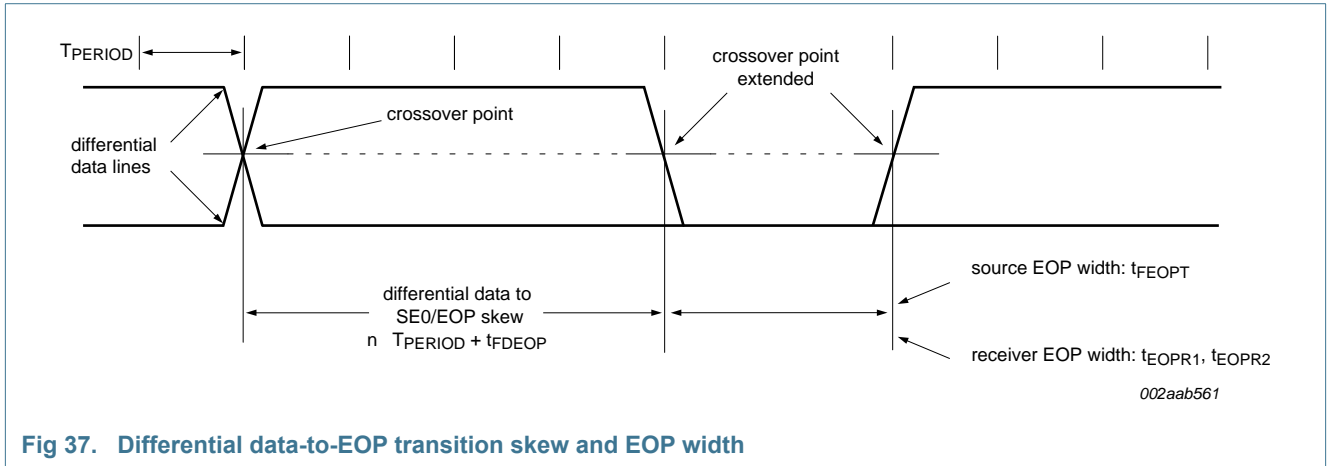 TPERIOD
crossover point
extended
crossover point
differential
data lines
source EOP width: tFEOPT
differential data to
SE0/EOP skew
n TPERIOD + tFDEOP
receiver EOP width: tEOPR1, tEOPR2
002aab561
Fig 37. Differential data-to-EOP transition skew and EOP width